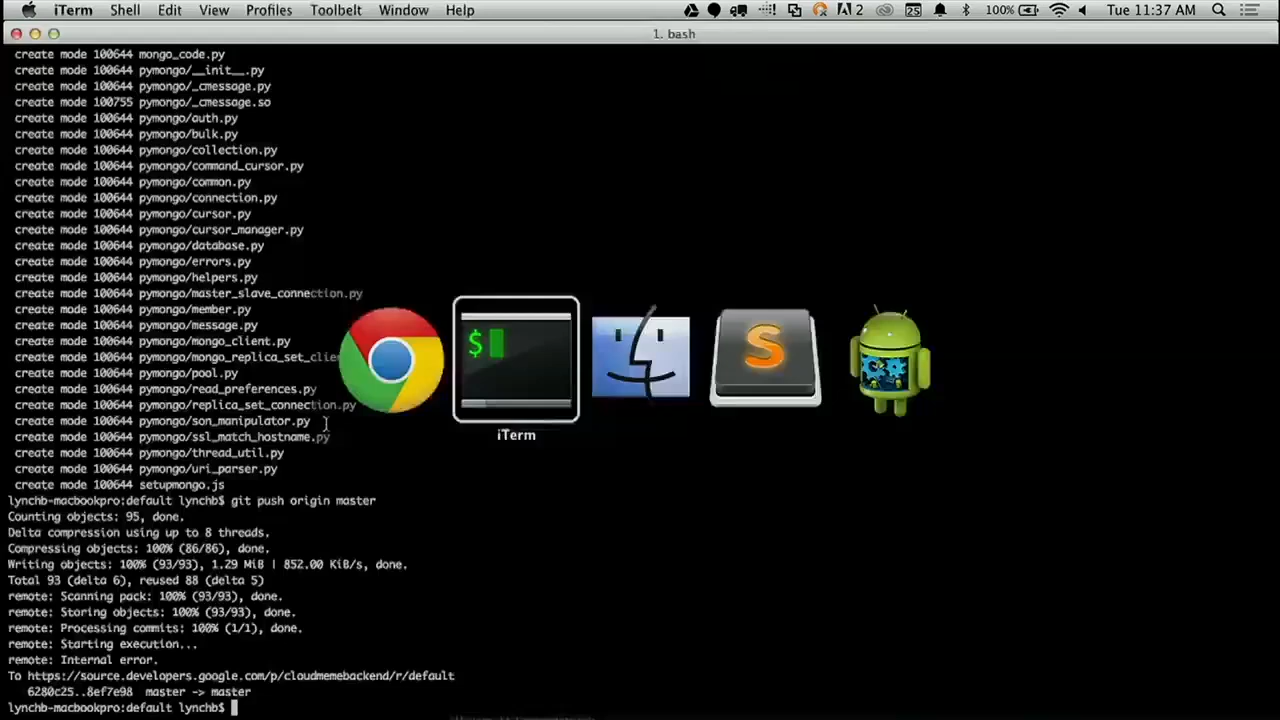 iTerm Shell Edit View Profiles Toolbelt Window Help 2 25 100% Tue 11:37 AM
1. bash
create mode 100644 mongo_code.py
create mode 100644 pymongo/__init__.py
create mode 100644 pymongo/_cmessage.py
create mode 100755 pymongo/_cmessage.so
create mode 100644 pymongo/auth.py
create mode 100644 pymongo/bulk.py
create mode 100644 pymongo/collection.py
create mode 100644 pymongo/command_cursor.py
create mode 100644 pymongo/common.py
create mode 100644 pymongo/connection.py
create mode 100644 pymongo/cursor.py
create mode 100644 pymongo/cursor_manager.py
create mode 100644 pymongo/database.py
create mode 100644 pymongo/errors.py
create mode 100644 pymongo/helpers.py
create mode 100644 pymongo/master_slave_connection.py
create mode 100644 pymongo/member.py
create mode 100644 pymongo/message.py
create mode 100644 pymongo/mongo_client.py
create mode 100644 pymongo/mongo_replica_set_clie
create mode 100644 pymongo/pool.py
create mode 100644 pymongo/read_preferences.py
create mode 100644 pymongo/replica_set_connection.py
create mode 100644 pymongo/son_manipulator.py
create mode 100644 pymongo/ssl_match_hostname.py
create mode 100644 pymongo/thread_util.py
create mode 100644 pymongo/uri_parser.py
create mode 100644 setupmongo.js
$
S
iTerm
lynchb-macbookpro:default lynchb$ git push origin master
Counting objects: 95, done.
Delta compression using up to 8 threads.
Compressing objects: 100% (86/86), done.
Writing objects: 100% (93/93), 1.29 MiB | 852.00 KiB/s, done.
Total 93 (delta 6), reused 88 (delta 5)
remote: Scanning pack: 100% (93/93), done.
remote: Storing objects: 100% (93/93), done.
remote: Processing commits: 100% (1/1), done.
remote: Starting execution...
remote: Internal error.
To https://source.developers.google.com/p/cloudmemebackend/r/default
6280c25..8ef7e98 master -> master
lynchb-macbookpro:default lynchb$